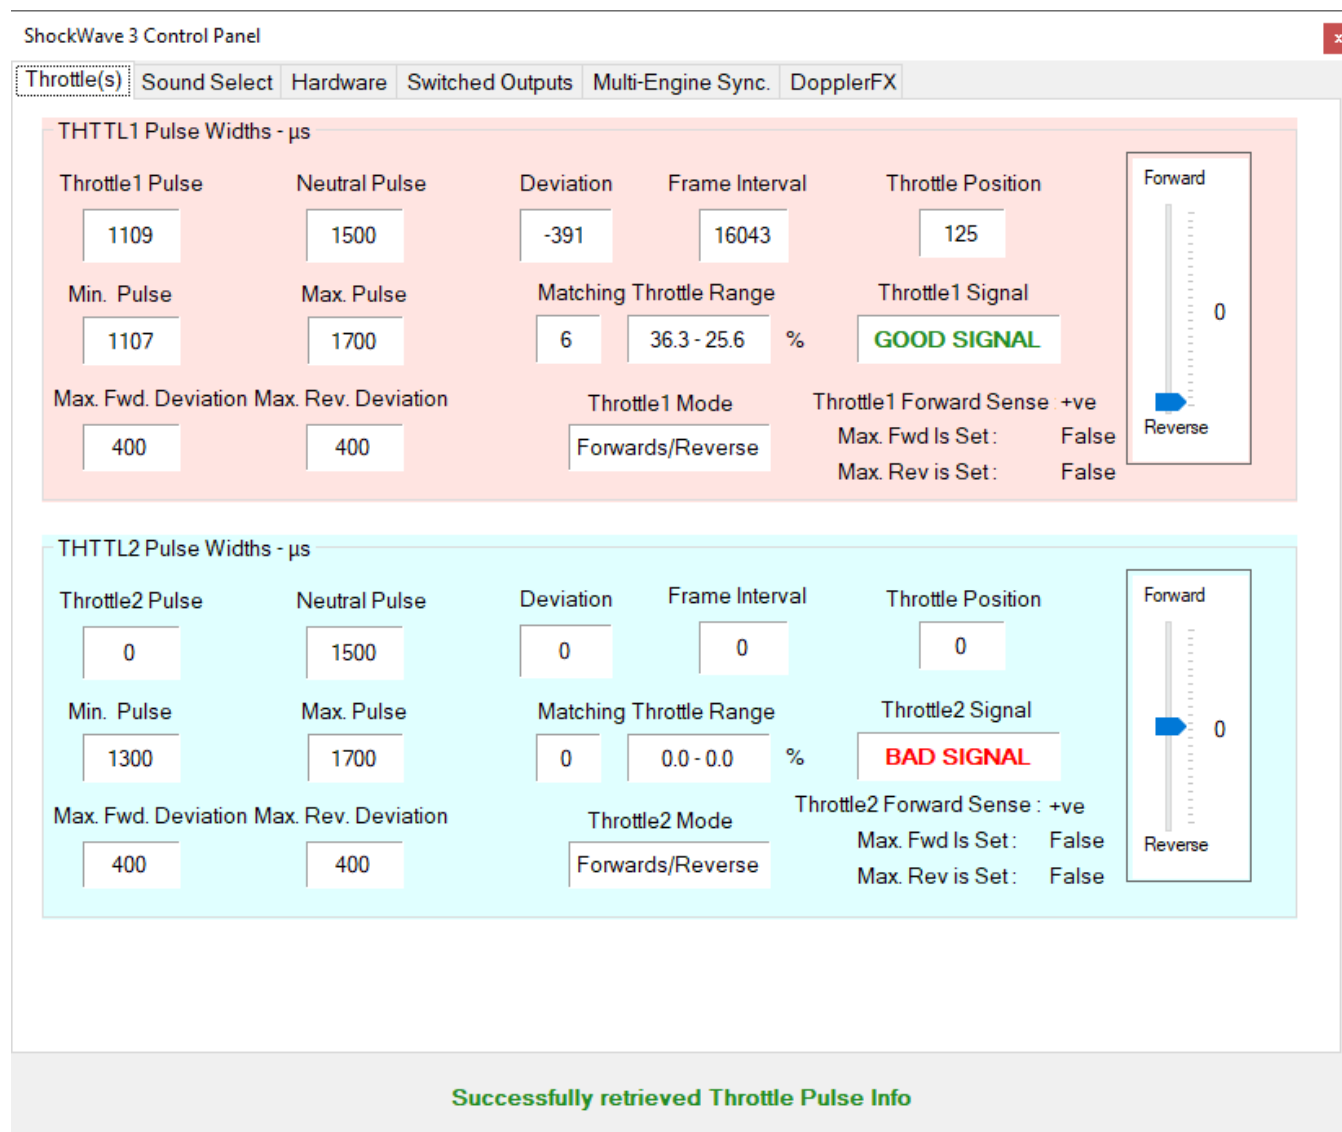 ShockWave 3 Control Panel
x
Throttle(s) Sound Select Hardware Switched Outputs Multi-Engine Sync. DopplerFX
THTTL1 Pulse Widths - µs
Throttle1 Pulse Neutral Pulse Deviation Frame Interval Throttle Position Forward
1109 1500 -391 16043 125
Min. Pulse Max. Pulse Matching Throttle Range Throttle1 Signal
0
1107 1700 6 36.3 - 25.6 % GOOD SIGNAL
Max. Fwd. Deviation Max. Rev. Deviation Throttle1 Mode Throttle1 Forward Sense : +ve
Max. Fwd Is Set : False Reverse
400 400 Forwards/Reverse
Max. Rev is Set : False
THTTL2 Pulse Widths - µs
Throttle2 Pulse Neutral Pulse Deviation Frame Interval Throttle Position Forward
0 1500 0 0 0
Min. Pulse Max. Pulse Matching Throttle Range Throttle2 Signal
0
1300 1700 0 0.0 - 0.0 % BAD SIGNAL
Max. Fwd. Deviation Max. Rev. Deviation Throttle2 Mode Throttle2 Forward Sense : +ve
Max. Fwd Is Set : False Reverse
400 400 Forwards/Reverse
Max. Rev is Set : False
Successfully retrieved Throttle Pulse Info